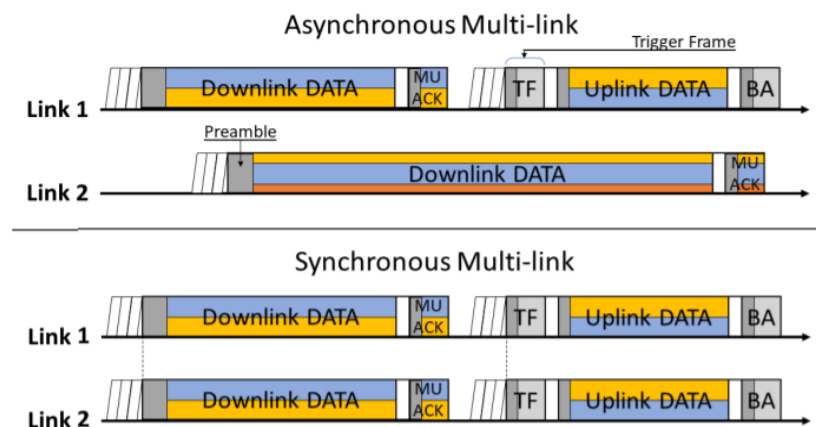 Asynchronous Multi-link
Trigger Frame
Link 1
Downlink DATA
MU
ACK
TF
Uplink DATA
BA
Preamble
Link 2
Downlink DATA
MU
ACK
Synchronous Multi-link
Link 1
Downlink DATA
MU
ACK
TF
Uplink DATA
BA
Link 2
Downlink DATA
MU
ACK
TF
Uplink DATA
BA